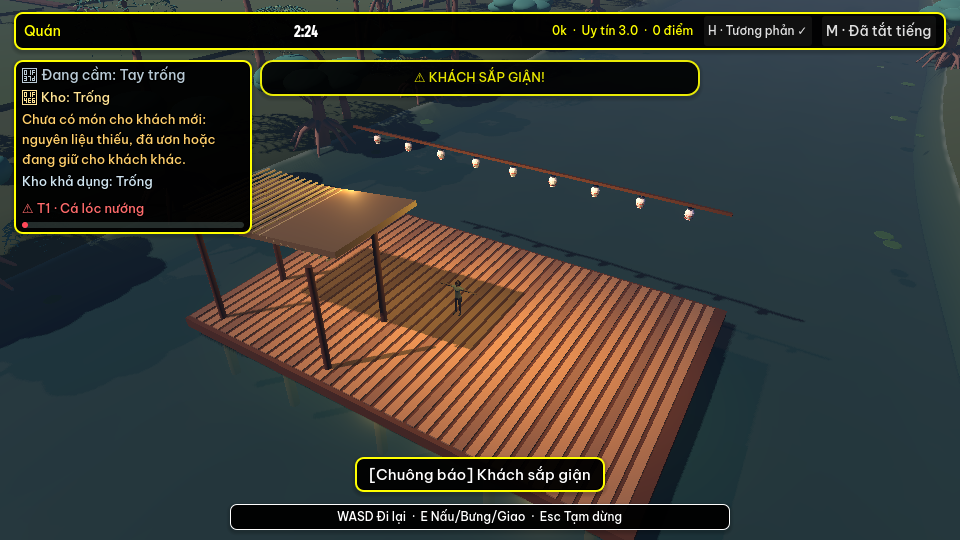 Quán
2:24
0k · Uy tín 3.0 · 0 điểm
H · Tương phản ✓
M · Đã tắt tiếng
Đang cầm: Tay trống
Kho: Trống
Chưa có món cho khách mới:
nguyên liệu thiếu, đã ươn hoặc
đang giữ cho khách khác.
Kho khả dụng: Trống
⚠ T1 · Cá lóc nướng
⚠ KHÁCH SẮP GIẬN!
[Chuông báo] Khách sắp giận
WASD Đi lại · E Nấu/Bưng/Giao · Esc Tạm dừng